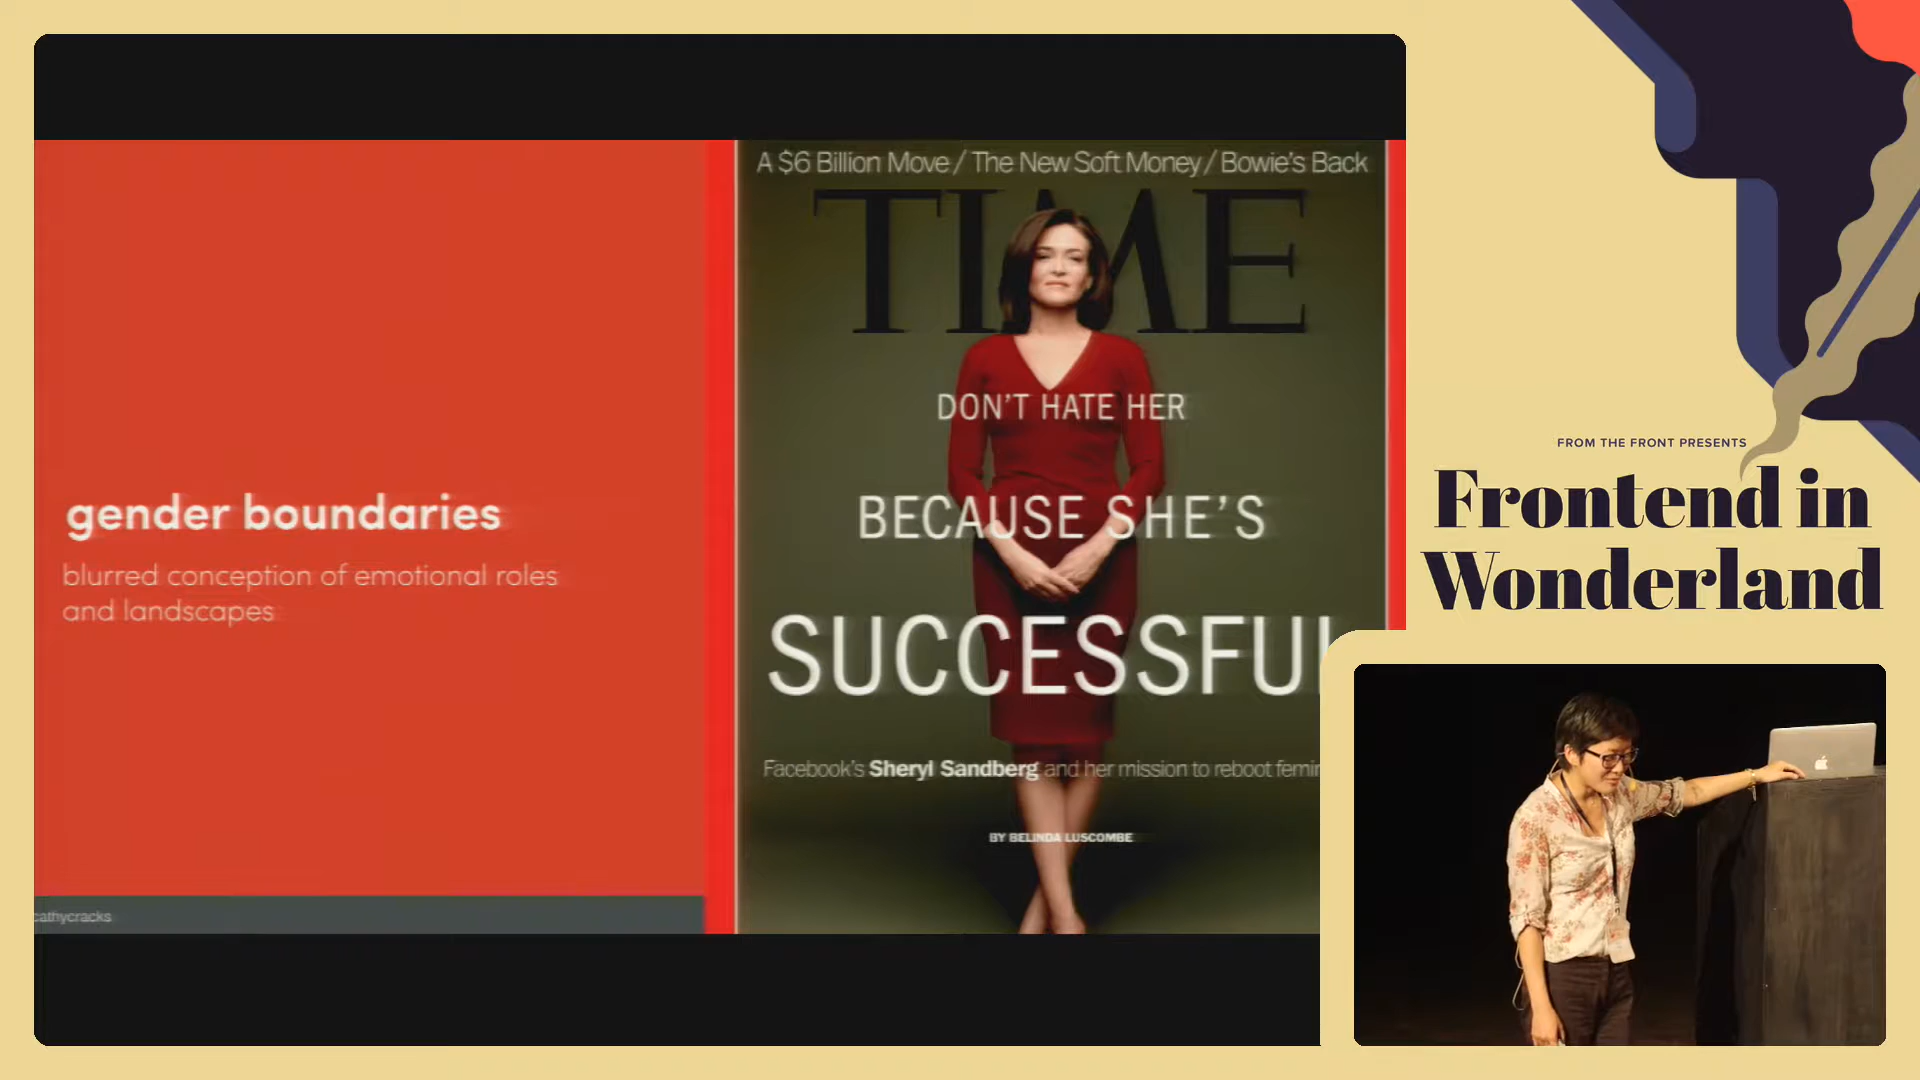 gender boundaries
blurred conception of emotional roles
and landscapes
cathycracks
A $6 Billion Move / The New Soft Money / Bowie's Back
TIME
DON'T HATE HER
BECAUSE SHE'S
SUCCESSFUL
Facebook's Sheryl Sandberg and her mission to reboot femin
BY BELINDA LUSCOMBE
FROM THE FRONT PRESENTS
Frontend in
Wonderland